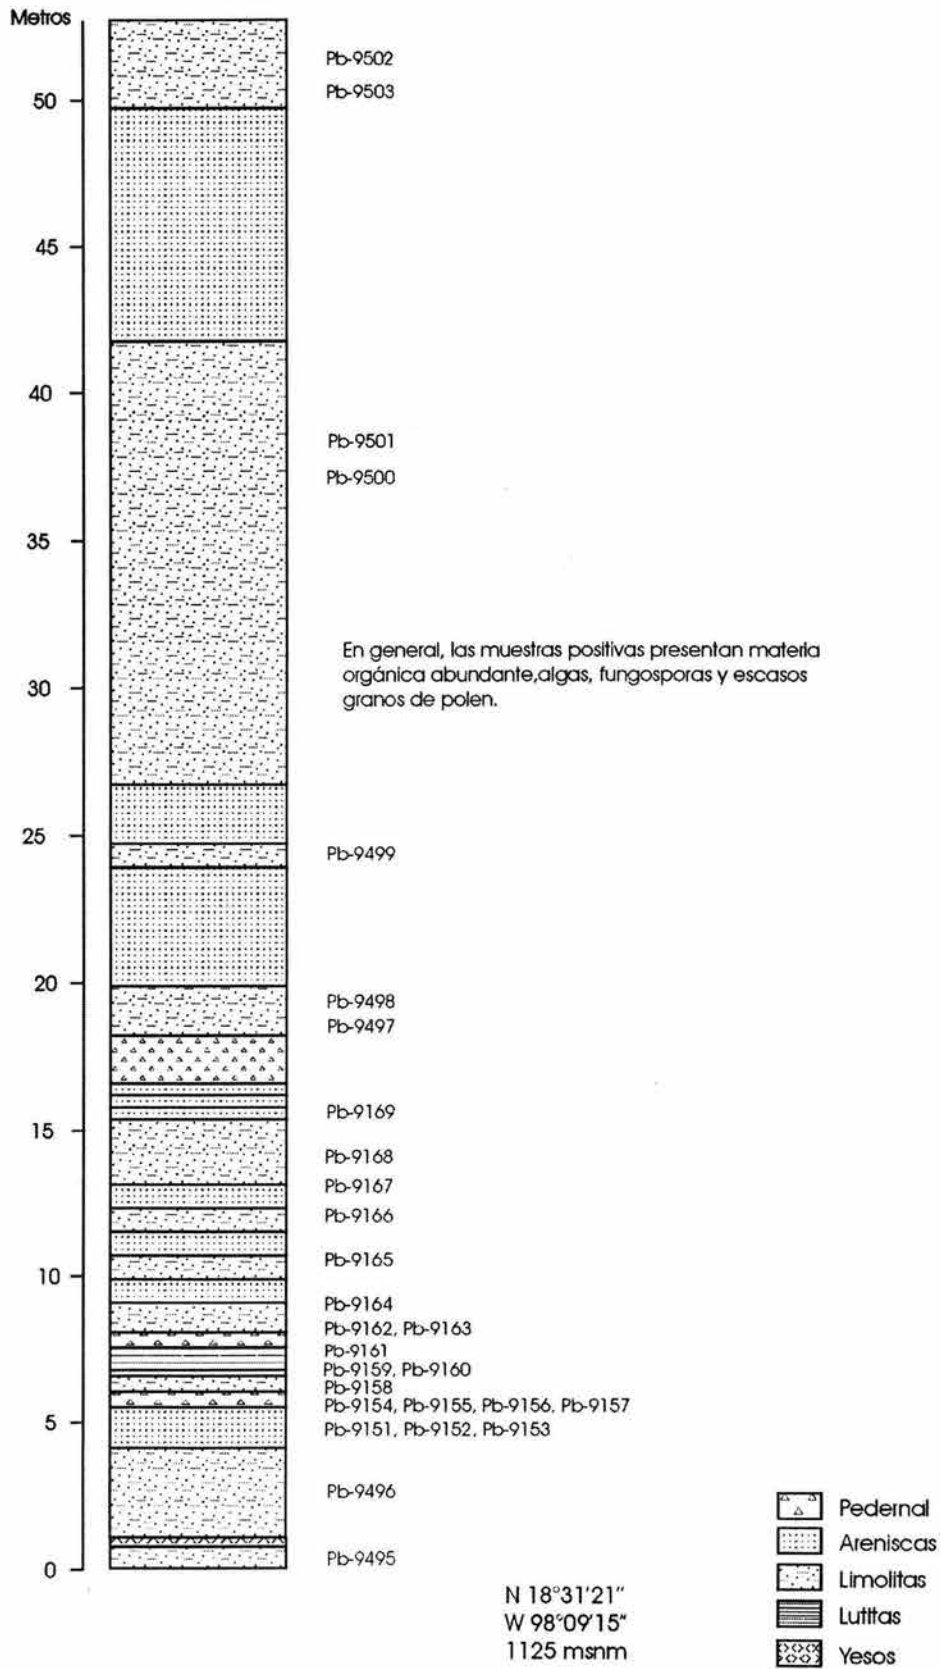 Metros
Pb-9502
50
Pb-9503
45
40
Pb-9501
Pb-9500
35
En general, las muestras positivas presentan materia
orgánica abundante,algas, fungosporas y escasos
granos de polen.
30
25
Pb-9499
20
Pb-9498
Pb-9497
Pb-9169
15
Pb-9168
Pb-9167
Pb-9166
Pb-9165
10
Pb-9164
Pb-9162, Pb-9163
Pb-9161
Pb-9159, Pb-9160
Pb-9158
Pb-9154, Pb-9155, Pb-9156, Pb-9157
5
Pb-9151, Pb-9152, Pb-9153
Pb-9496
Pb-9495
0
N 18°31'21"
W 98°09'15"
1125 msnm
Pedernal
Areniscas
Limolitas
Lutitas
Yesos